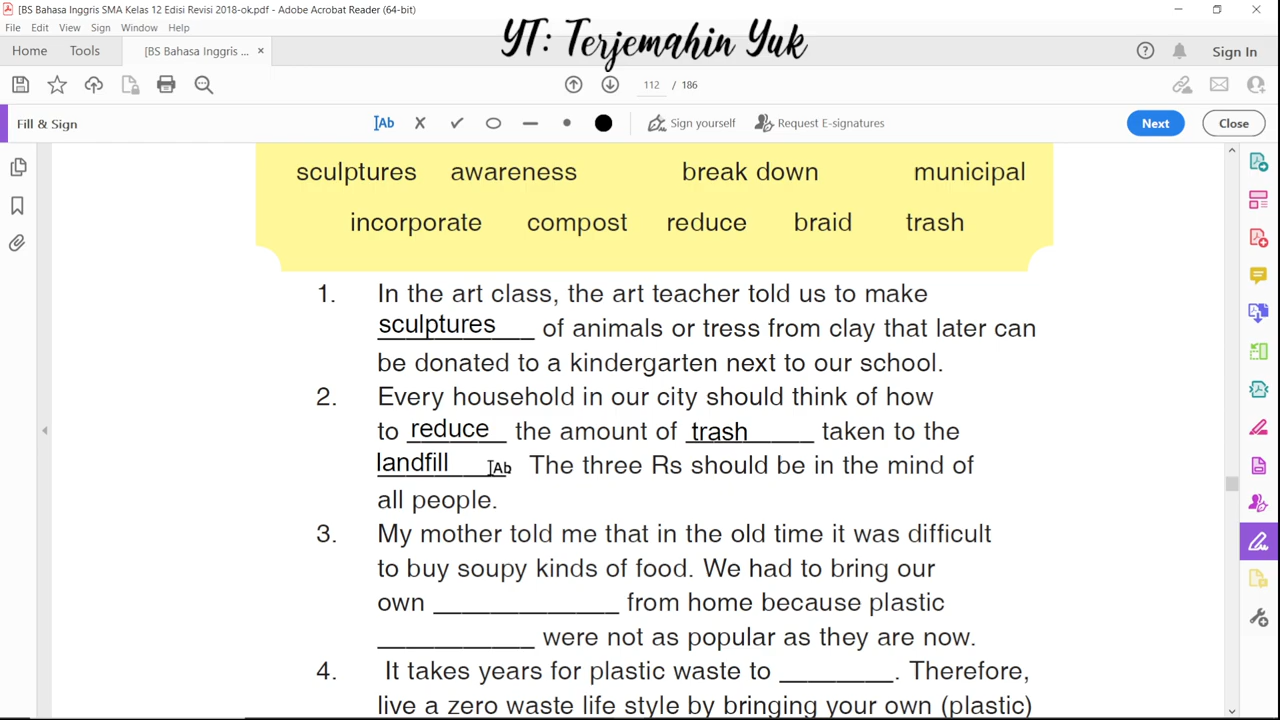 [BS Bahasa Inggris SMA Kelas 12 Edisi Revisi 2018-ok.pdf - Adobe Acrobat Reader (64-bit)
YT: Terjemahin Yuk
File Edit View Sign Window Help
Home Tools [BS Bahasa Inggris ... × Sign In
112 / 186
Fill & Sign Ab Sign yourself Request E-signatures Next Close
sculptures awareness break down municipal
incorporate compost reduce braid trash
1. In the art class, the art teacher told us to make
sculptures of animals or tress from clay that later can
be donated to a kindergarten next to our school.
2. Every household in our city should think of how
to reduce the amount of trash taken to the
landfill Ab The three Rs should be in the mind of
all people.
3. My mother told me that in the old time it was difficult
to buy soupy kinds of food. We had to bring our
own _____________ from home because plastic
___________ were not as popular as they are now.
4. It takes years for plastic waste to ________. Therefore,
live a zero waste life style by bringing your own (plastic)